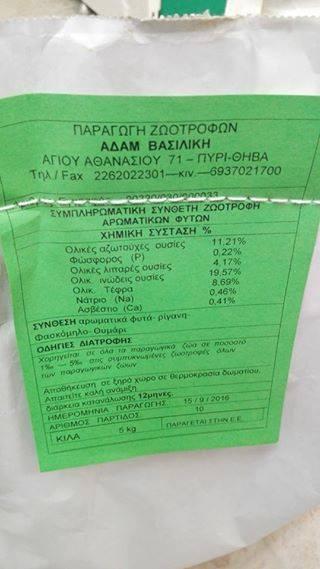 ΠΑΡΑΓΩΓΗ ΖΩΟΤΡΟΦΩΝ
ΑΔΑΜ ΒΑΣΙΛΙΚΗ
ΑΓΙΟΥ ΑΘΑΝΑΣΙΟΥ 71 – ΠΥΡΙ-ΘΗΒΑ
Τηλ./ Fax 2262022301—κιν.—6937021700
ΣΥΜΠΛΗΡΩΜΑΤΙΚΗ ΣΥΝΘΕΤΗ ΖΩΟΤΡΟΦΗ
ΑΡΩΜΑΤΙΚΩΝ ΦΥΤΩΝ
ΧΗΜΙΚΗ ΣΥΣΤΑΣΗ %
Ολικές αζωτούχες ουσίες 11,21%
Φώσφορος (P) 0,22%
Ολικές λιπαρές ουσίες 4,17%
Ολικ. ινώδεις ουσίες 19,57%
Ολικ. Τέφρα 8,69%
Νάτριο (Na) 0,46%
Ασβέστιο (Ca) 0,41%
ΣΥΝΘΕΣΗ αρωματικά φυτά- ρίγανη-
Φασκόμηλο- Θυμάρι
ΟΔΗΓΙΕΣ ΔΙΑΤΡΟΦΗΣ
Χορηγείται σε όλα τα παραγωγικά ζώα σε ποσοστό
1‰ – 5‰ στις συμπυκνωμένες ζωοτροφές όλων
των παραγωγικών ζώων
Αποθήκευση σε ξηρό χώρο σε θερμοκρασία δωματίου.
Απαιτείτε καλή ανάμιξη
διάρκεια κατανάλωσης 12μηνες.
ΗΜΕΡΟΜΗΝΙΑ ΠΑΡΑΓΩΓΗΣ 15 / 9 / 2016
ΑΡΙΘΜΟΣ ΠΑΡΤΙΔΟΣ 10
ΚΙΛΑ 5 kg ΠΑΡΑΓΕΤΑΙ ΣΤΗΝ Ε.Ε.